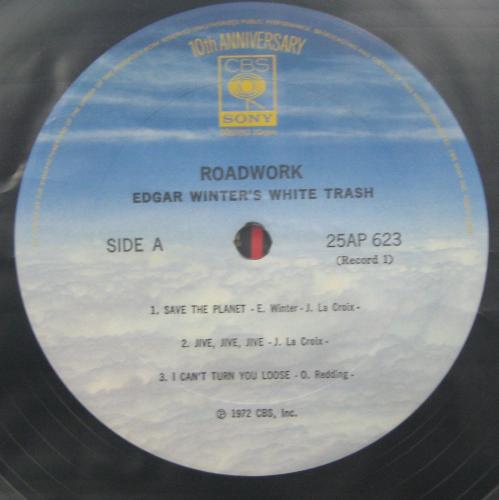 10th ANNIVERSARY
CBS
SONY
ROADWORK
EDGAR WINTER'S WHITE TRASH
SIDE A
25AP 623
(Record 1)
1. SAVE THE PLANET - E. Winter - J. La Croix -
2. JIVE, JIVE, JIVE - J. La Croix -
3. I CAN'T TURN YOU LOOSE - O. Redding -
℗ 1972 CBS, Inc.